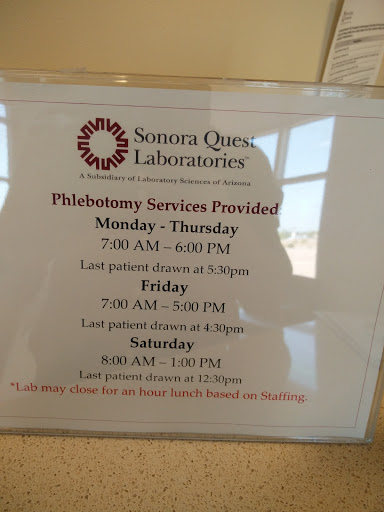 Sonora Quest
Laboratories™
A Subsidiary of Laboratory Sciences of Arizona
Phlebotomy Services Provided:
Monday - Thursday
7:00 AM – 6:00 PM
Last patient drawn at 5:30pm
Friday
7:00 AM – 5:00 PM
Last patient drawn at 4:30pm
Saturday
8:00 AM – 1:00 PM
Last patient drawn at 12:30pm
*Lab may close for an hour lunch based on Staffing.